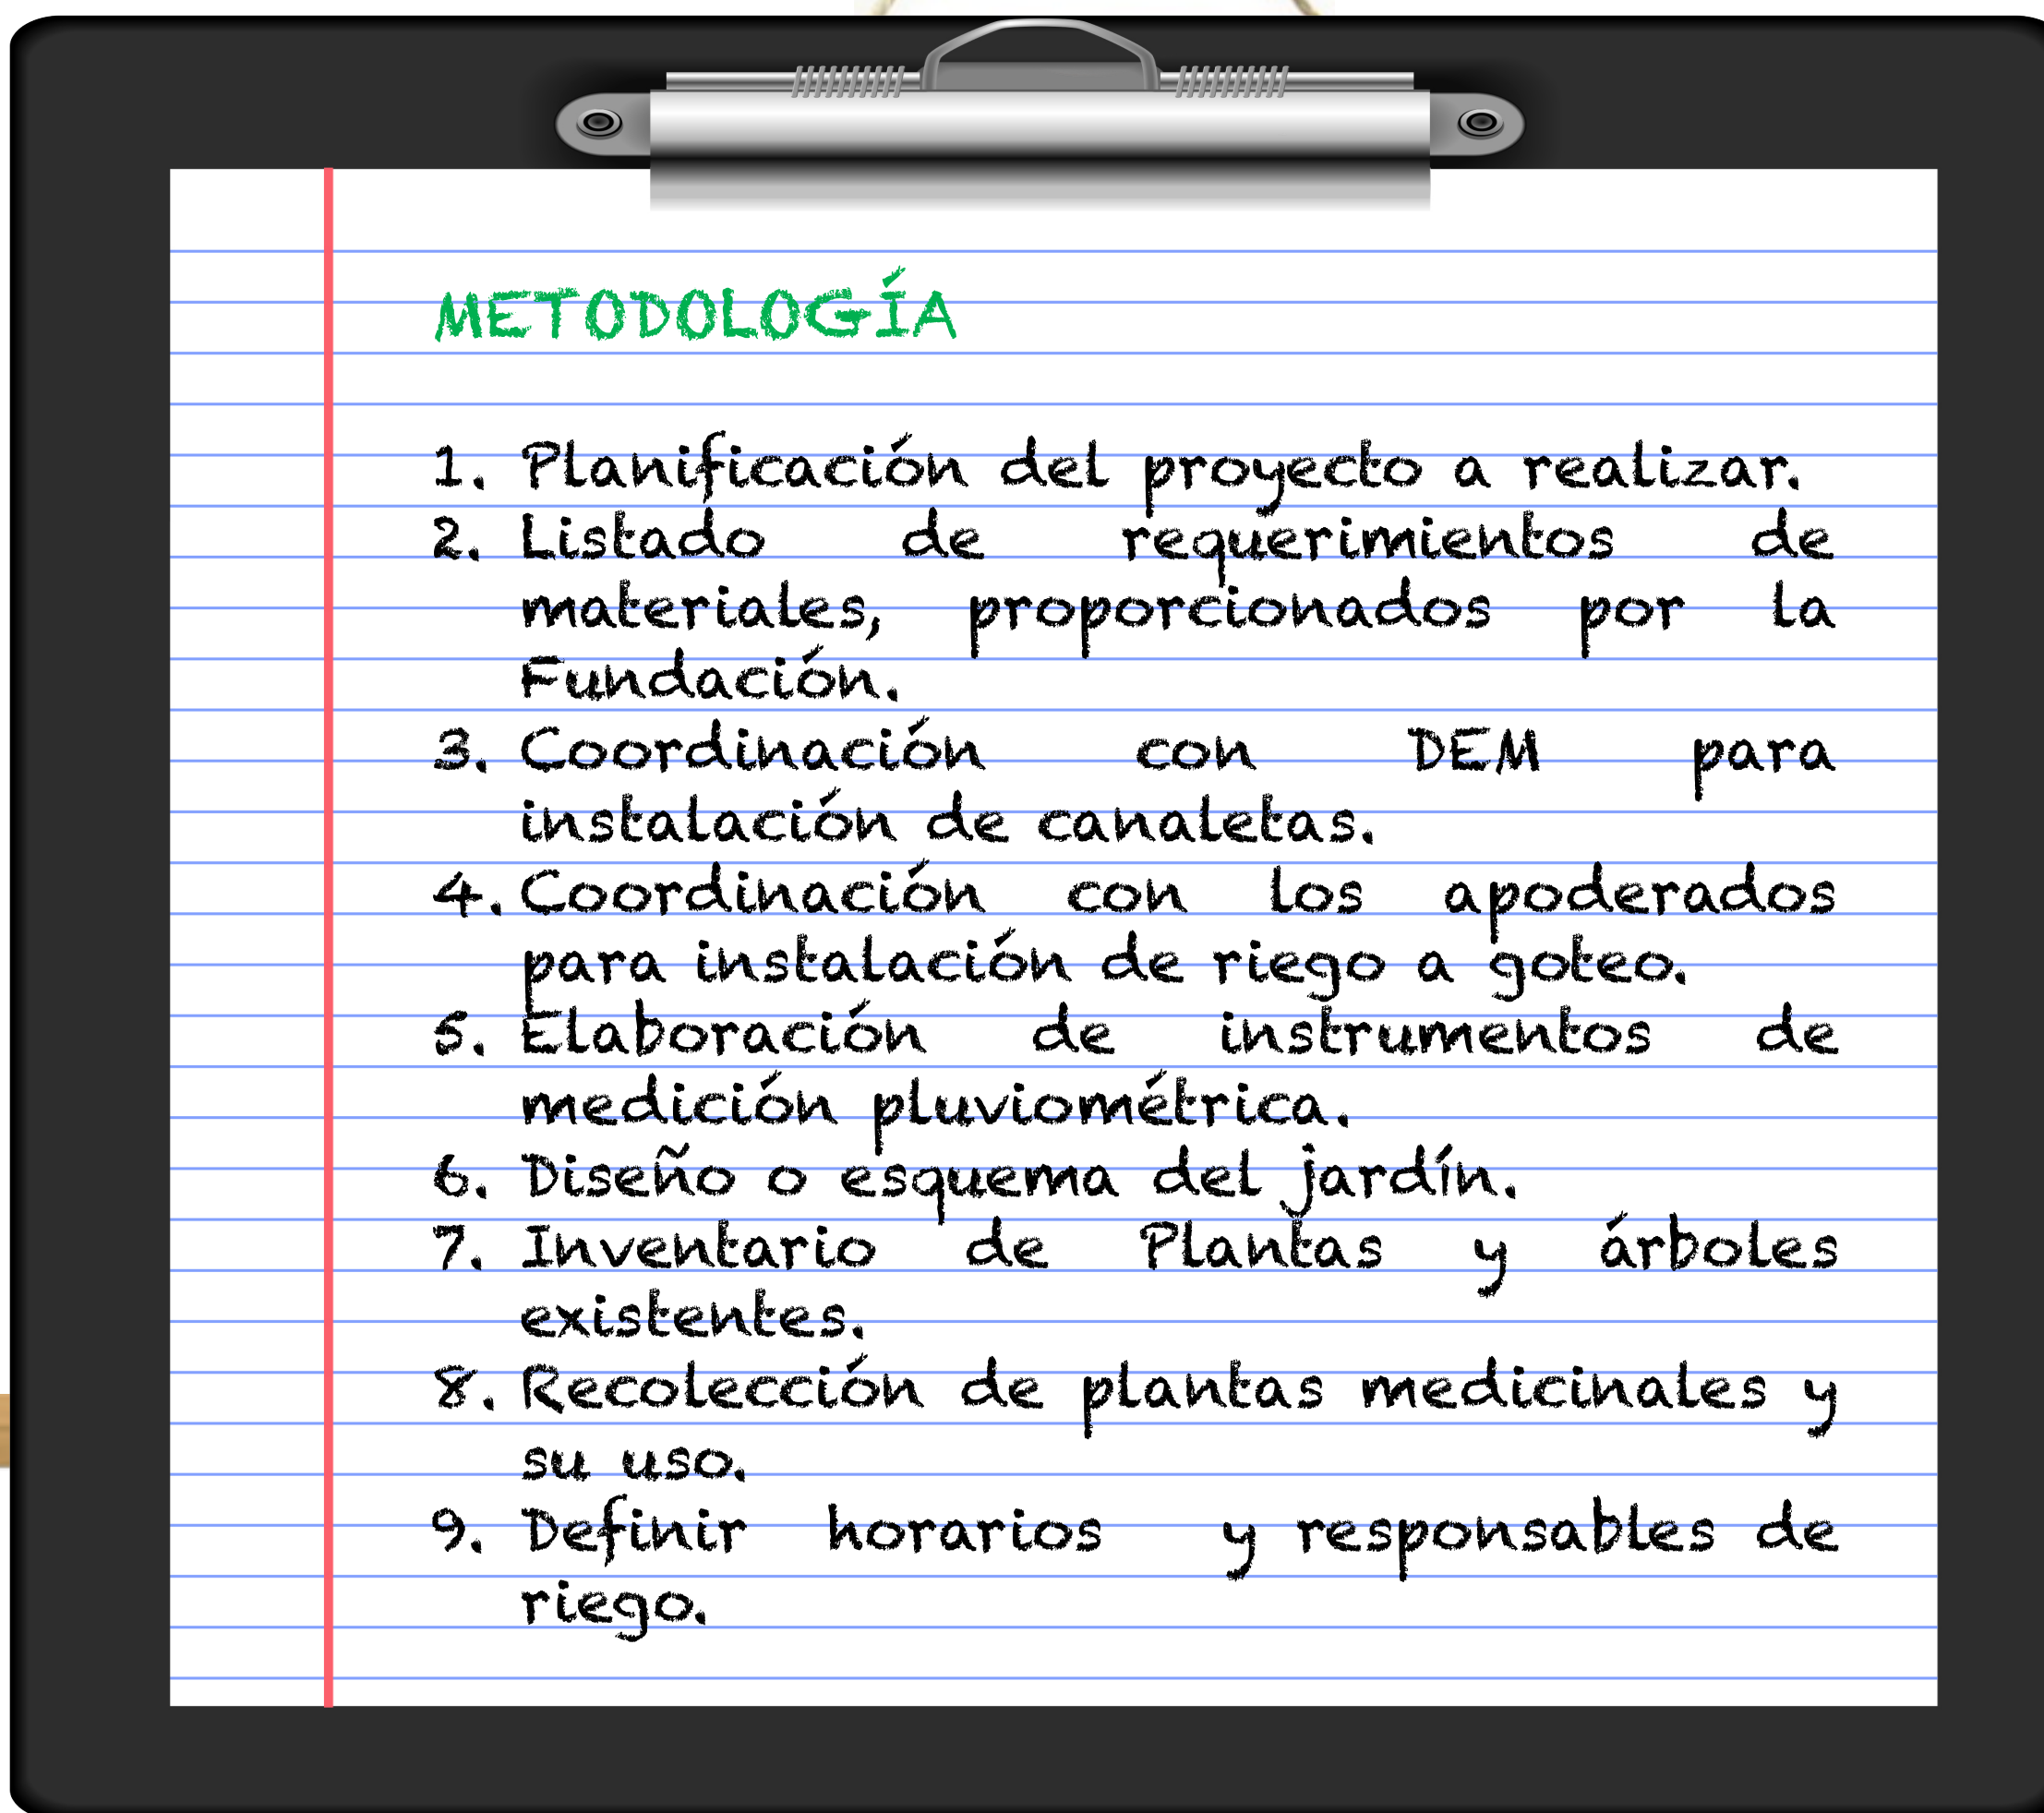 METODOLOGÍA
1. Planificación del proyecto a realizar.
2. Listado de requerimientos de
materiales, proporcionados por la
Fundación.
3. Coordinación con DEM para
instalación de canaletas.
4. Coordinación con los apoderados
para instalación de riego a goteo.
5. Elaboración de instrumentos de
medición pluviométrica.
6. Diseño o esquema del jardín.
7. Inventario de Plantas y árboles
existentes.
8. Recolección de plantas medicinales y
su uso.
9. Definir horarios y responsables de
riego.